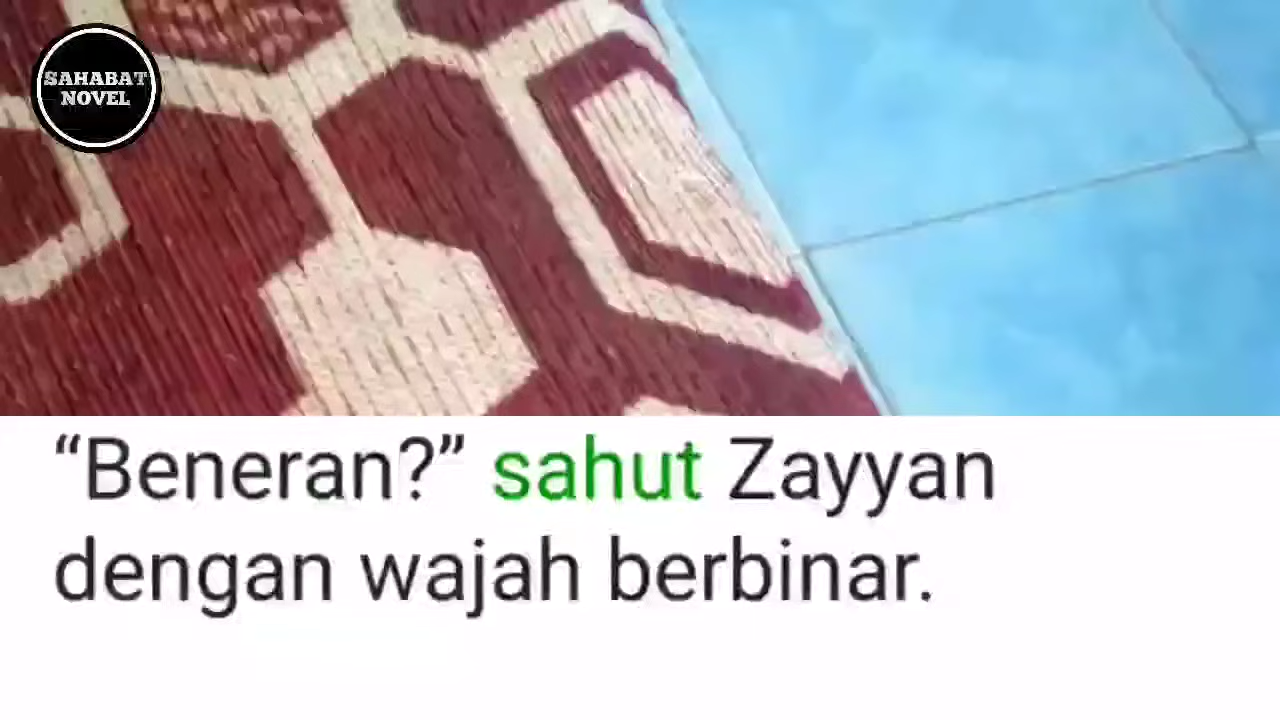 SAHABAT
NOVEL
“Beneran?” sahut Zayyan
dengan wajah berbinar.